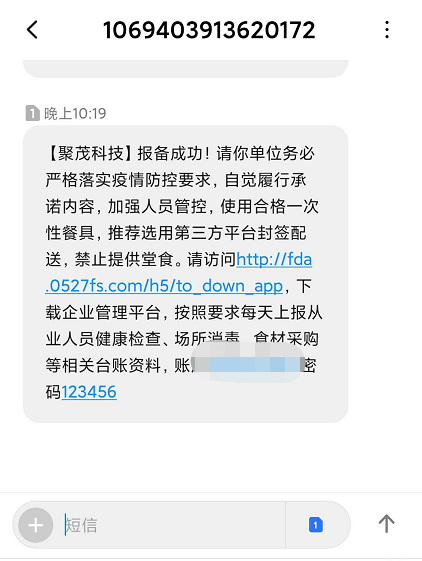 1069403913620172
1 晚上10:19
【聚茂科技】报备成功！请你单位务必
严格落实疫情防控要求，自觉履行承
诺内容，加强人员管控，使用合格一次
性餐具，推荐选用第三方平台封签配
送，禁止提供堂食。请访问http://fda
.0527fs.com/h5/to_down_app，下
载企业管理平台，按照要求每天上报从
业人员健康检查、场所消毒、食材采购
等相关台账资料，账 密
码123456
短信
1